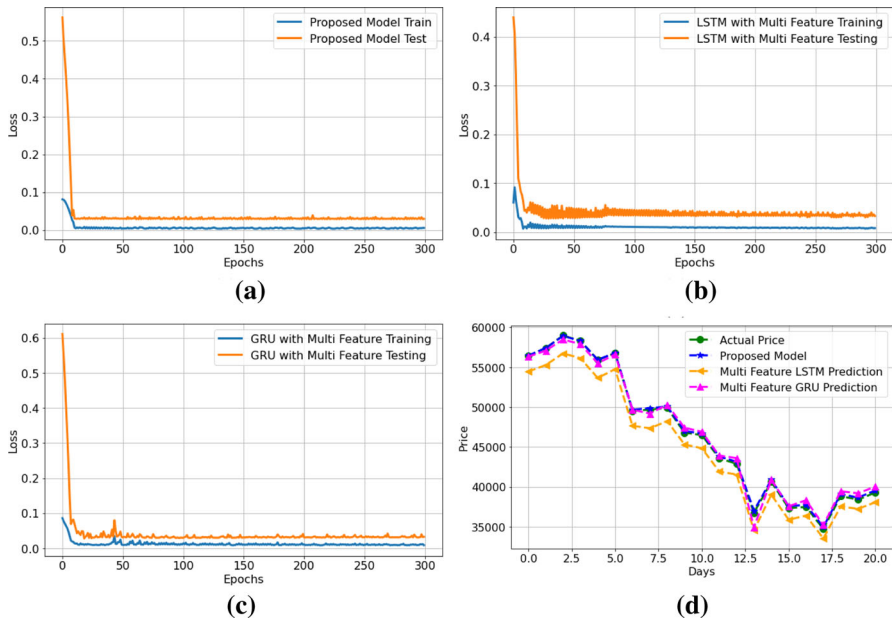 Proposed Model Train
Proposed Model Test
Loss
0.5
0.4
0.3
0.2
0.1
0.0
0 50 100 150 200 250 300
Epochs
(a)
LSTM with Multi Feature Training
LSTM with Multi Feature Testing
Loss
0.4
0.3
0.2
0.1
0.0
0 50 100 150 200 250 300
Epochs
(b)
GRU with Multi Feature Training
GRU with Multi Feature Testing
Loss
0.6
0.5
0.4
0.3
0.2
0.1
0.0
0 50 100 150 200 250 300
Epochs
(c)
Actual Price
Proposed Model
Multi Feature LSTM Prediction
Multi Feature GRU Prediction
Price
60000
55000
50000
45000
40000
35000
0.0 2.5 5.0 7.5 10.0 12.5 15.0 17.5 20.0
Days
(d)